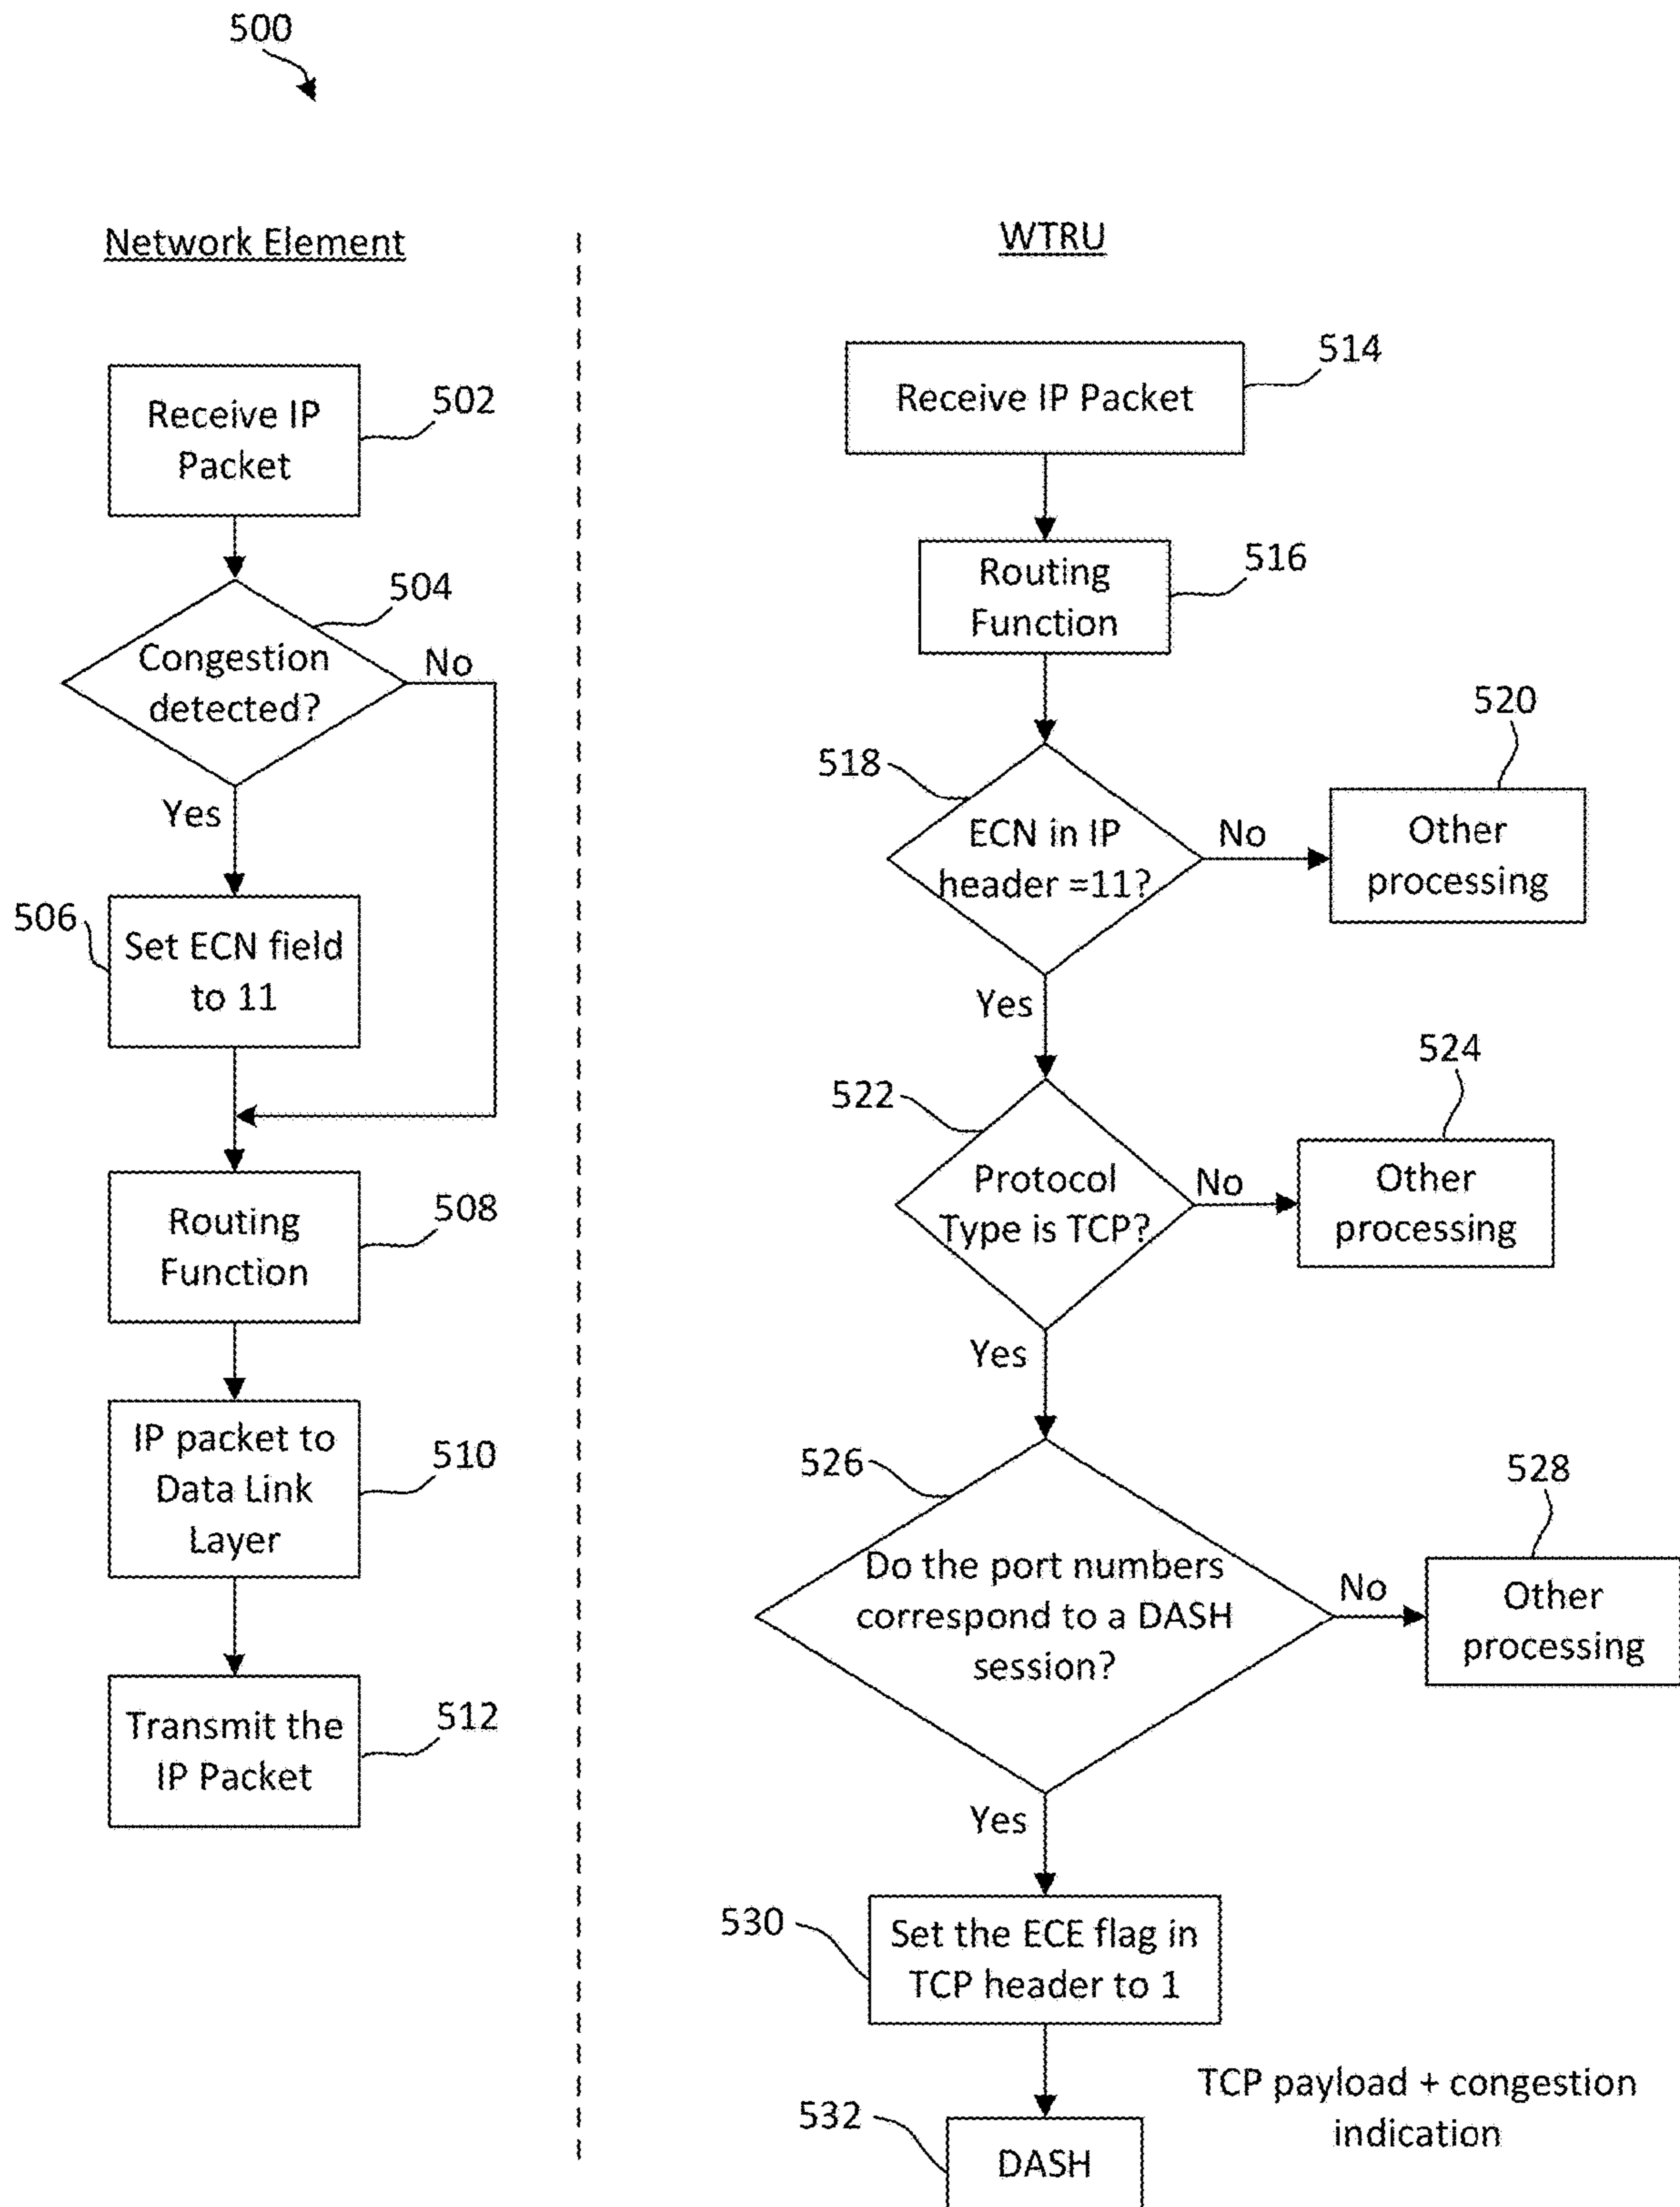 500
Network Element
Receive IP
Packet
502
504
Congestion
detected?
No
Yes
506
Set ECN field
to 11
Routing
Function
508
IP packet to
Data Link
Layer
510
Transmit the
IP Packet
512
WTRU
Receive IP Packet
514
Routing
Function
516
518
ECN in IP
header =11?
No
520
Other
processing
Yes
522
Protocol
Type is TCP?
No
524
Other
processing
Yes
526
Do the port numbers
correspond to a DASH
session?
No
528
Other
processing
Yes
530
Set the ECE flag in
TCP header to 1
TCP payload + congestion
indication
532
DASH